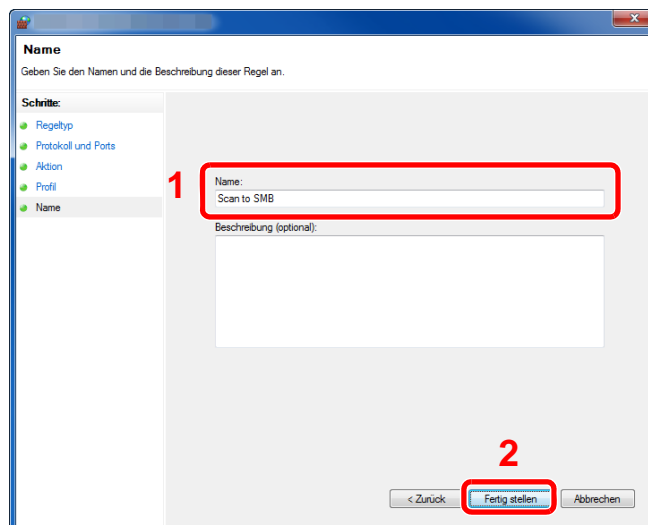 Name
Geben Sie den Namen und die Beschreibung dieser Regel an.
Schritte:
Regeltyp
Protokoll und Ports
Aktion
Profil
Name
1
Name:
Scan to SMB
Beschreibung (optional):
2
< Zurück
Fertig stellen
Abbrechen